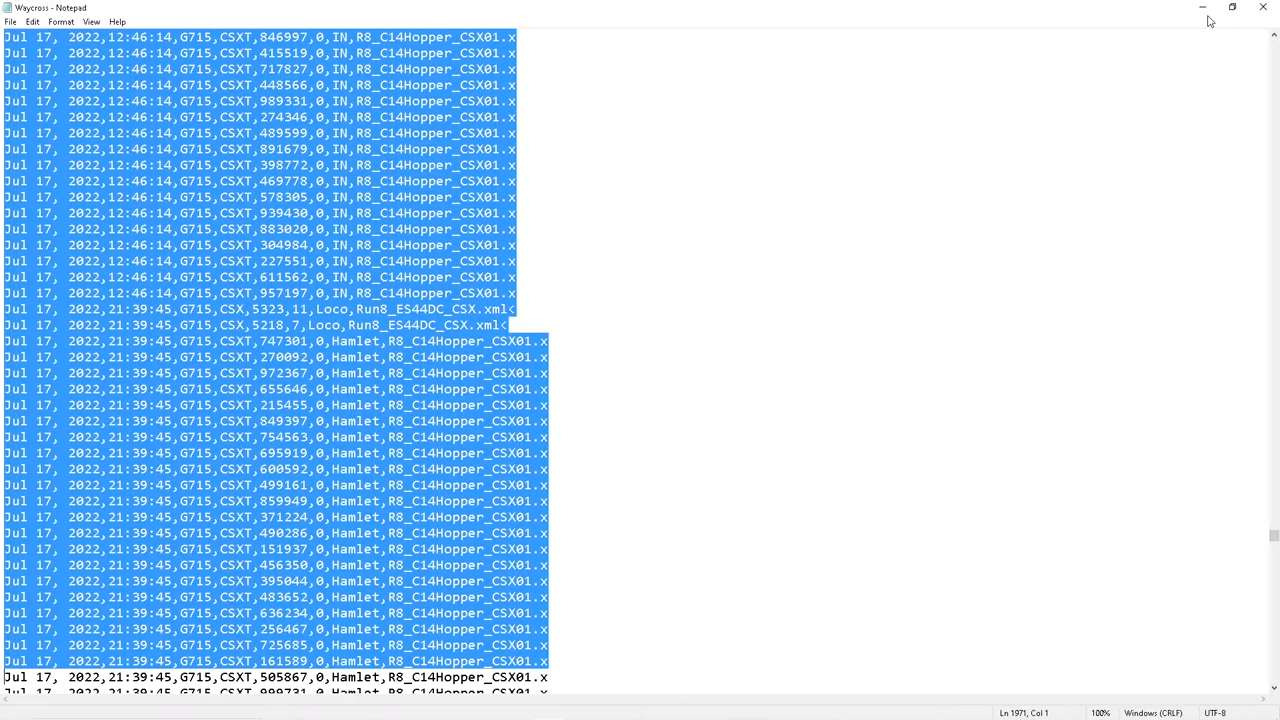 Waycross - Notepad
File Edit Format View Help
Jul 17, 2022,12:46:14,G715,CSXT,846997,0,IN,R8_C14Hopper_CSX01.x
Jul 17, 2022,12:46:14,G715,CSXT,415519,0,IN,R8_C14Hopper_CSX01.x
Jul 17, 2022,12:46:14,G715,CSXT,717827,0,IN,R8_C14Hopper_CSX01.x
Jul 17, 2022,12:46:14,G715,CSXT,448566,0,IN,R8_C14Hopper_CSX01.x
Jul 17, 2022,12:46:14,G715,CSXT,989331,0,IN,R8_C14Hopper_CSX01.x
Jul 17, 2022,12:46:14,G715,CSXT,274346,0,IN,R8_C14Hopper_CSX01.x
Jul 17, 2022,12:46:14,G715,CSXT,489599,0,IN,R8_C14Hopper_CSX01.x
Jul 17, 2022,12:46:14,G715,CSXT,891679,0,IN,R8_C14Hopper_CSX01.x
Jul 17, 2022,12:46:14,G715,CSXT,398772,0,IN,R8_C14Hopper_CSX01.x
Jul 17, 2022,12:46:14,G715,CSXT,469778,0,IN,R8_C14Hopper_CSX01.x
Jul 17, 2022,12:46:14,G715,CSXT,578305,0,IN,R8_C14Hopper_CSX01.x
Jul 17, 2022,12:46:14,G715,CSXT,939430,0,IN,R8_C14Hopper_CSX01.x
Jul 17, 2022,12:46:14,G715,CSXT,883020,0,IN,R8_C14Hopper_CSX01.x
Jul 17, 2022,12:46:14,G715,CSXT,304984,0,IN,R8_C14Hopper_CSX01.x
Jul 17, 2022,12:46:14,G715,CSXT,227551,0,IN,R8_C14Hopper_CSX01.x
Jul 17, 2022,12:46:14,G715,CSXT,611562,0,IN,R8_C14Hopper_CSX01.x
Jul 17, 2022,12:46:14,G715,CSXT,957197,0,IN,R8_C14Hopper_CSX01.x
Jul 17, 2022,21:39:45,G715,CSX,5323,11,Loco,Run8_ES44DC_CSX.xml<
Jul 17, 2022,21:39:45,G715,CSX,5218,7,Loco,Run8_ES44DC_CSX.xml<
Jul 17, 2022,21:39:45,G715,CSXT,747301,0,Hamlet,R8_C14Hopper_CSX01.x
Jul 17, 2022,21:39:45,G715,CSXT,270092,0,Hamlet,R8_C14Hopper_CSX01.x
Jul 17, 2022,21:39:45,G715,CSXT,972367,0,Hamlet,R8_C14Hopper_CSX01.x
Jul 17, 2022,21:39:45,G715,CSXT,655646,0,Hamlet,R8_C14Hopper_CSX01.x
Jul 17, 2022,21:39:45,G715,CSXT,215455,0,Hamlet,R8_C14Hopper_CSX01.x
Jul 17, 2022,21:39:45,G715,CSXT,849397,0,Hamlet,R8_C14Hopper_CSX01.x
Jul 17, 2022,21:39:45,G715,CSXT,754563,0,Hamlet,R8_C14Hopper_CSX01.x
Jul 17, 2022,21:39:45,G715,CSXT,695919,0,Hamlet,R8_C14Hopper_CSX01.x
Jul 17, 2022,21:39:45,G715,CSXT,600592,0,Hamlet,R8_C14Hopper_CSX01.x
Jul 17, 2022,21:39:45,G715,CSXT,499161,0,Hamlet,R8_C14Hopper_CSX01.x
Jul 17, 2022,21:39:45,G715,CSXT,859949,0,Hamlet,R8_C14Hopper_CSX01.x
Jul 17, 2022,21:39:45,G715,CSXT,371224,0,Hamlet,R8_C14Hopper_CSX01.x
Jul 17, 2022,21:39:45,G715,CSXT,490286,0,Hamlet,R8_C14Hopper_CSX01.x
Jul 17, 2022,21:39:45,G715,CSXT,151937,0,Hamlet,R8_C14Hopper_CSX01.x
Jul 17, 2022,21:39:45,G715,CSXT,456350,0,Hamlet,R8_C14Hopper_CSX01.x
Jul 17, 2022,21:39:45,G715,CSXT,395044,0,Hamlet,R8_C14Hopper_CSX01.x
Jul 17, 2022,21:39:45,G715,CSXT,483652,0,Hamlet,R8_C14Hopper_CSX01.x
Jul 17, 2022,21:39:45,G715,CSXT,636234,0,Hamlet,R8_C14Hopper_CSX01.x
Jul 17, 2022,21:39:45,G715,CSXT,256467,0,Hamlet,R8_C14Hopper_CSX01.x
Jul 17, 2022,21:39:45,G715,CSXT,725685,0,Hamlet,R8_C14Hopper_CSX01.x
Jul 17, 2022,21:39:45,G715,CSXT,161589,0,Hamlet,R8_C14Hopper_CSX01.x
Jul 17, 2022,21:39:45,G715,CSXT,505867,0,Hamlet,R8_C14Hopper_CSX01.x
Jul 17, 2022,21:39:45,G715,CSXT,999731,0,Hamlet,R8_C14Hopper_CSX01.x
Ln 1971, Col 1 100% Windows (CRLF) UTF-8